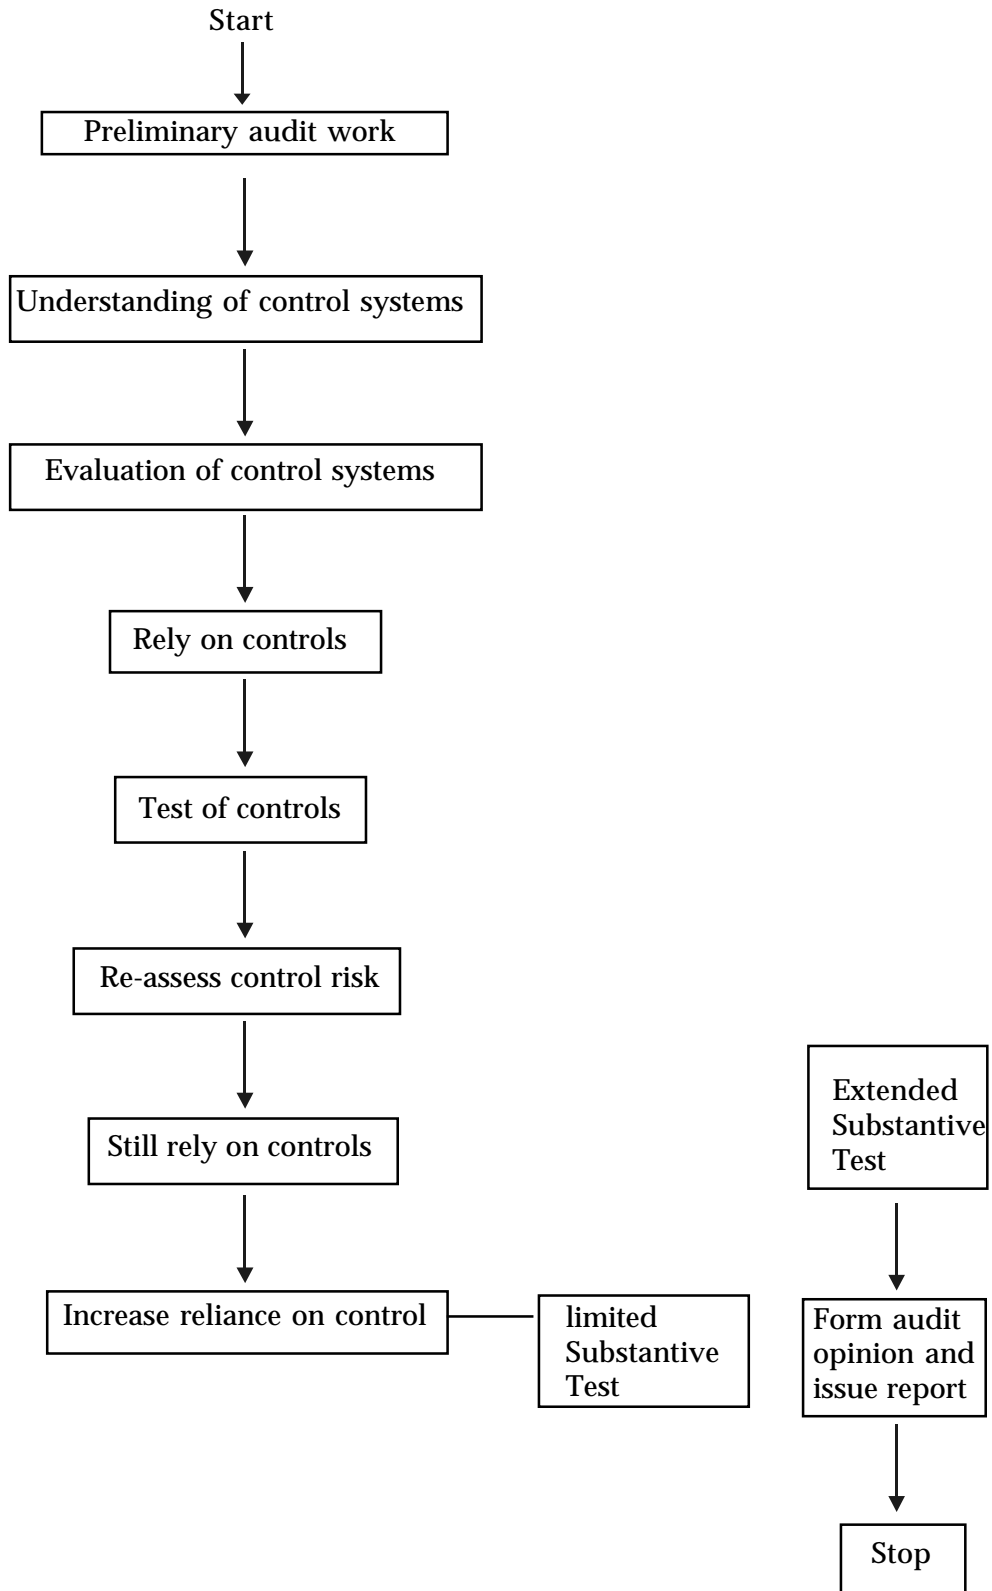 Start
Preliminary audit work
Understanding of control systems
Evaluation of control systems
Rely on controls
Test of controls
Re-assess control risk
Still rely on controls
Increase reliance on control
limited
Substantive
Test
Extended
Substantive
Test
Form audit
opinion and
issue report
Stop